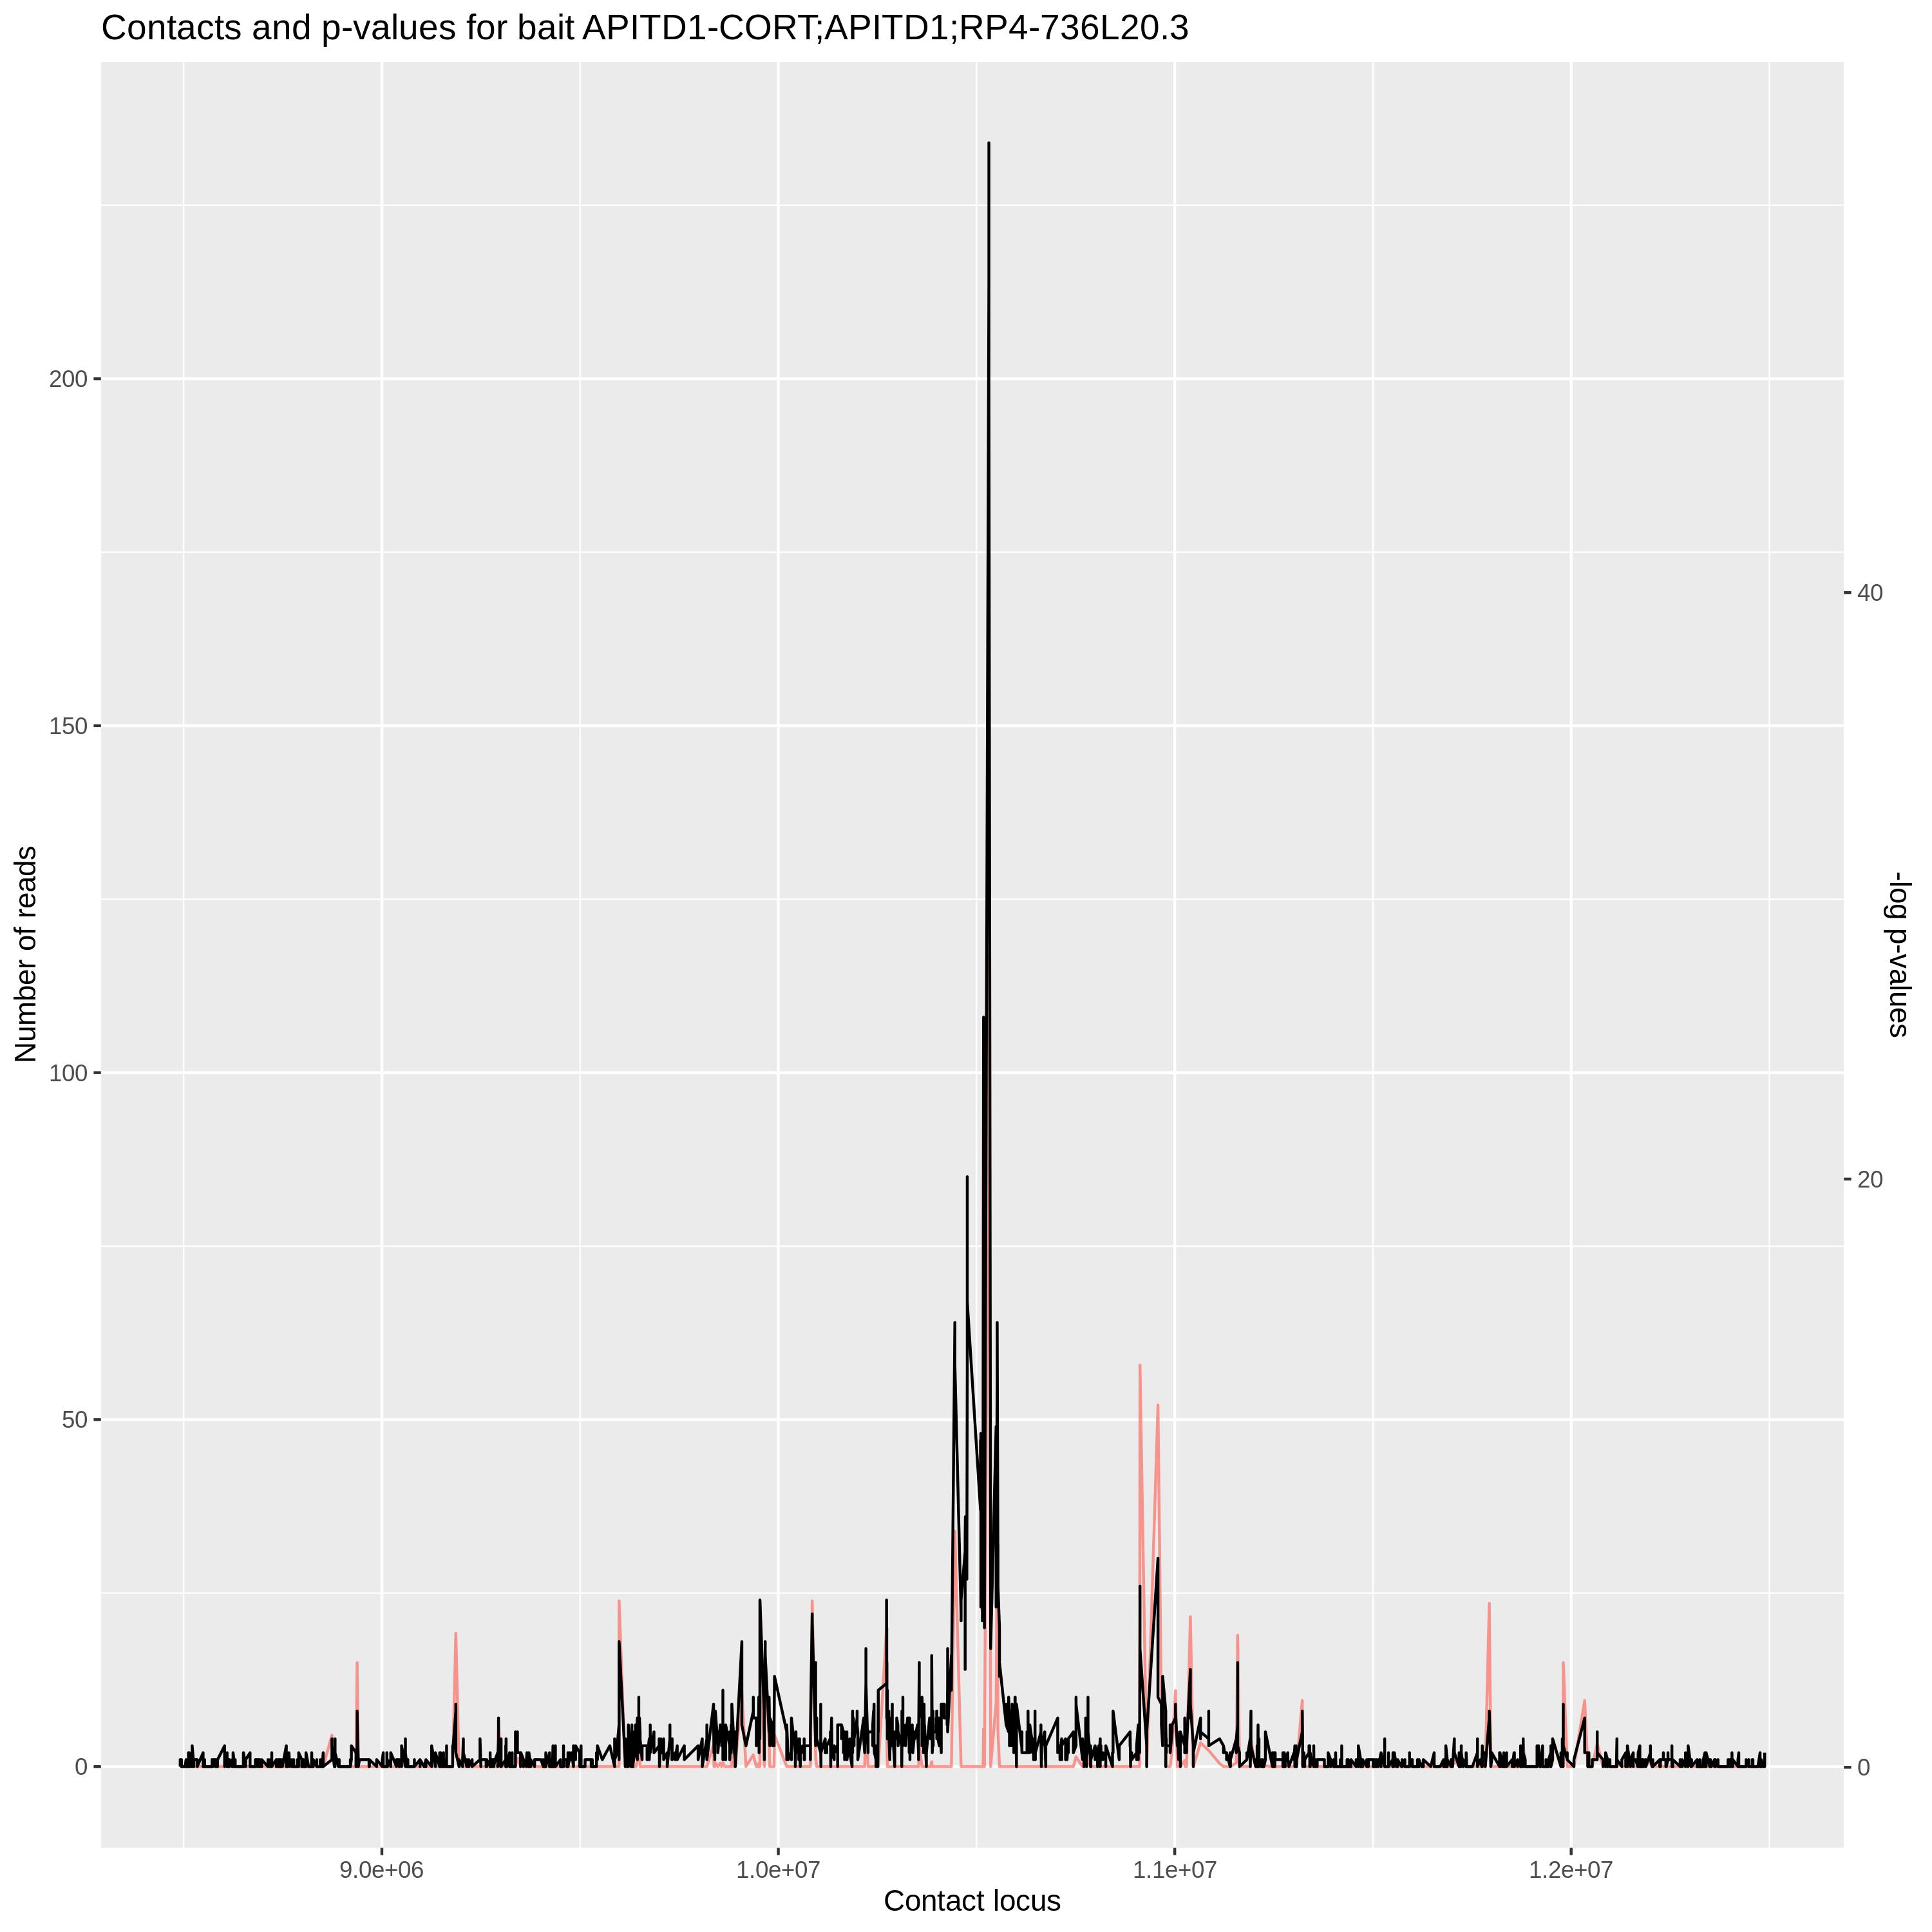 Contacts and p-values for bait APITD1-CORT;APITD1;RP4-736L20.3
200
150
100
50
0
Number of reads
40
20
0
-log p-values
9.0e+06
1.0e+07
1.1e+07
1.2e+07
Contact locus